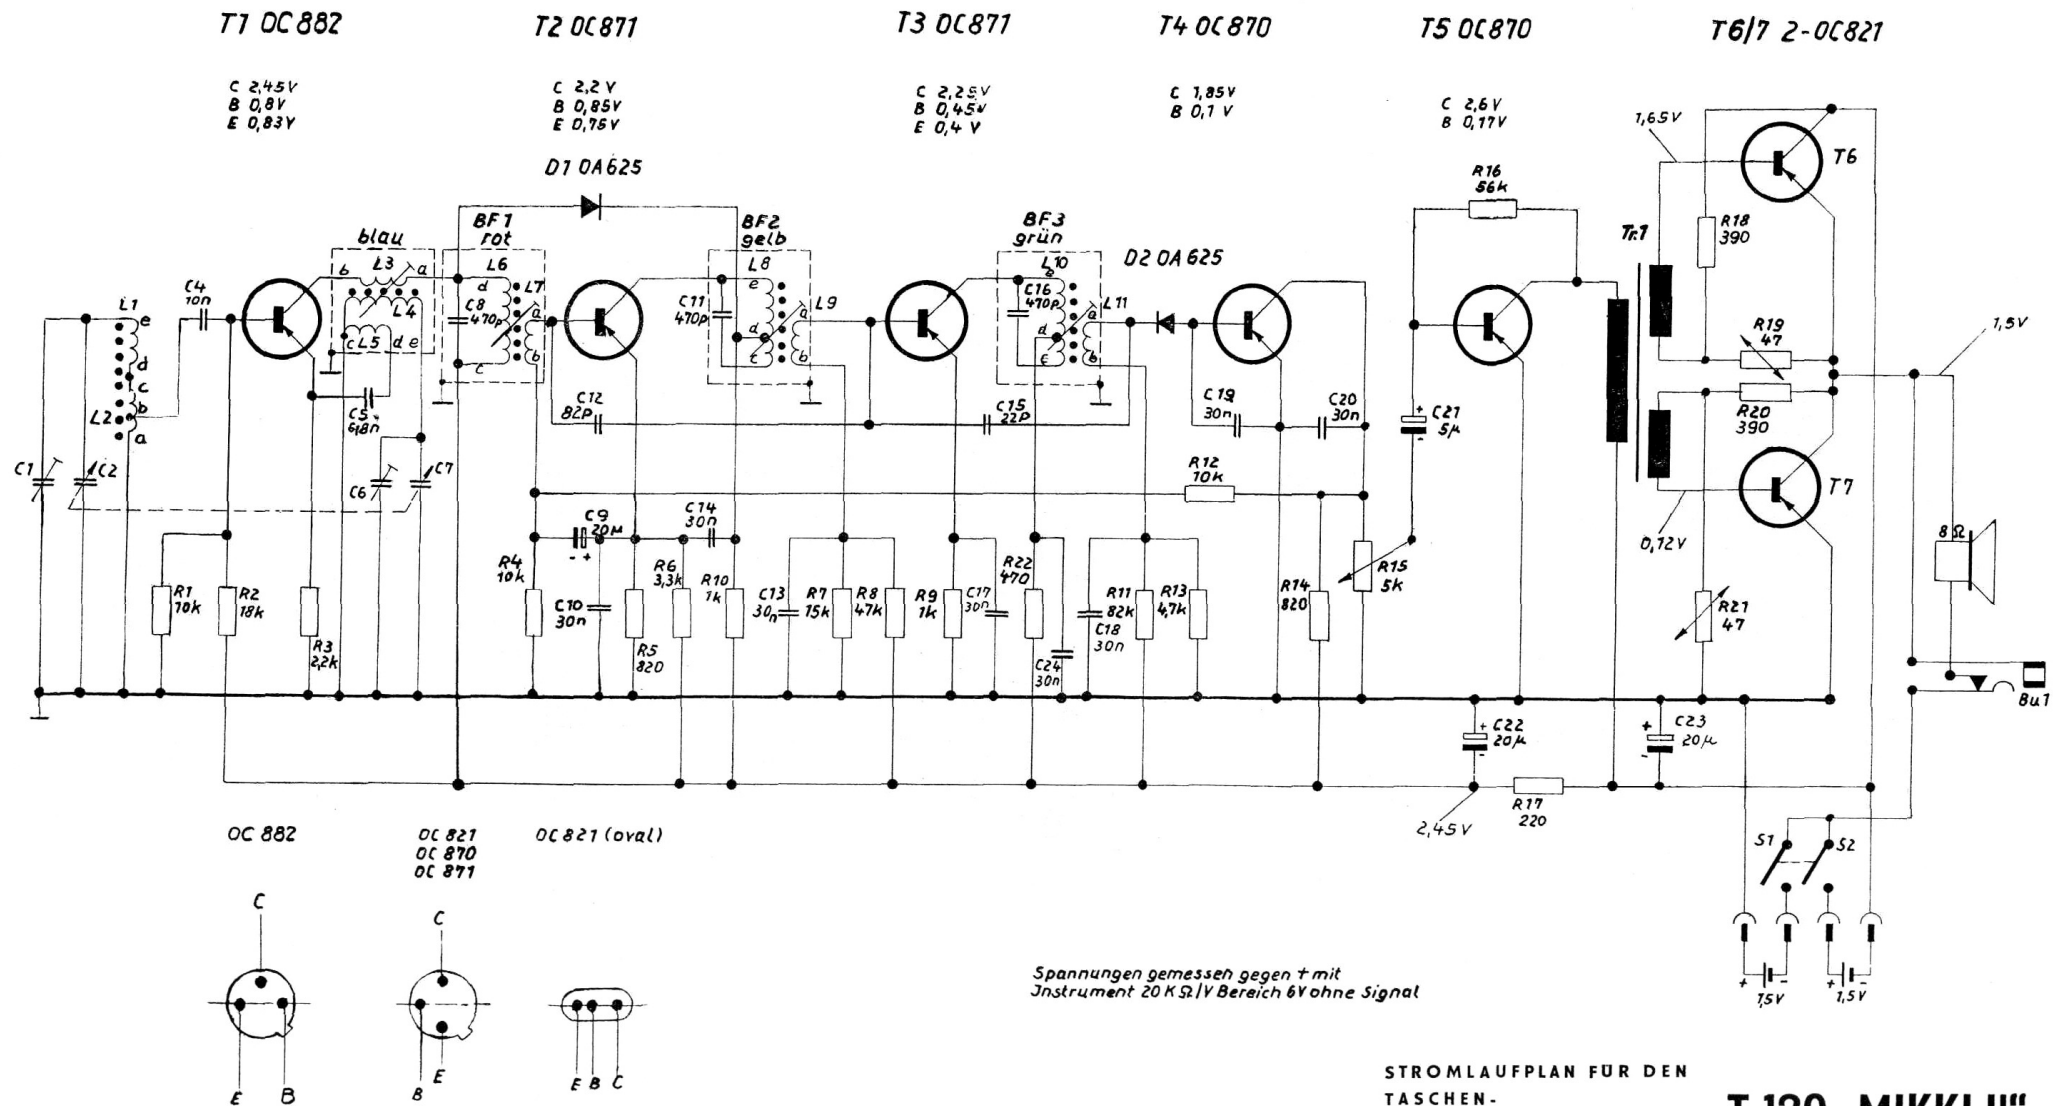 T1 OC882
T2 OC871
T3 OC871
T4 OC870
T5 OC870
T6/7 2-OC821
C 2,45V
B 0,8V
E 0,83V
C 2,2 V
B 0,85V
E 0,75V
C 2,25V
B 0,45V
E 0,4 V
C 1,85V
B 0,1 V
C 2,6 V
B 0,17V
1,65V
T6
D1 OA625
R16
56k
R18
390
Tr.1
blau
BF1
rot
BF2
gelb
BF3
grün
D2 OA625
b L3 a
L4
c L5 d e
L6
d
C8
470p
c
L7
a
b
L8
e
C11
470p
d
c
L9
a
b
L10
e
C16
470p
d
c
L11
a
b
L1
e
d
c
b
L2
a
C4
10n
C5
6,8n
R19
47
1,5V
R20
390
C12
82p
C15
22p
C19
30n
C20
30n
C21
5µ
+
-
C1
C2
C6
C7
R12
10k
T7
0,12V
8 Ω
C9
20µ
- +
C14
30n
R1
10k
R2
18k
R3
2,2k
R4
10k
C10
30n
R5
820
R6
3,3k
R10
1k
C13
30n
R7
15k
R8
47k
R9
1k
C17
30n
R22
470
C24
30n
C18
30n
R11
82k
R13
4,7k
R14
820
R15
5k
R21
47
Bu1
+ C22
20µ
-
+ C23
20µ
-
2,45V
R17
220
S1
S2
+ -
1,5V
+ -
1,5V
OC 882
OC 821
OC 870
OC 871
OC 821 (oval)
C
E B
C
B E
E B C
Spannungen gemessen gegen + mit
Instrument 20 KΩ/V Bereich 6V ohne Signal
STROMLAUFPLAN FÜR DEN
TASCHEN-